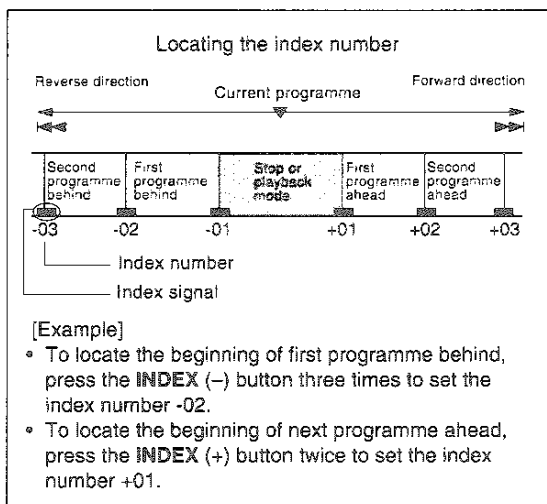 Locating the index number
Reverse direction
Forward direction
Current programme
Second programme behind
First programme behind
Stop or playback mode
First programme ahead
Second programme ahead
-03 -02 -01 +01 +02 +03
Index number
Index signal
[Example]
• To locate the beginning of first programme behind,
press the INDEX (–) button three times to set the
index number -02.
• To locate the beginning of next programme ahead,
press the INDEX (+) button twice to set the index
number +01.